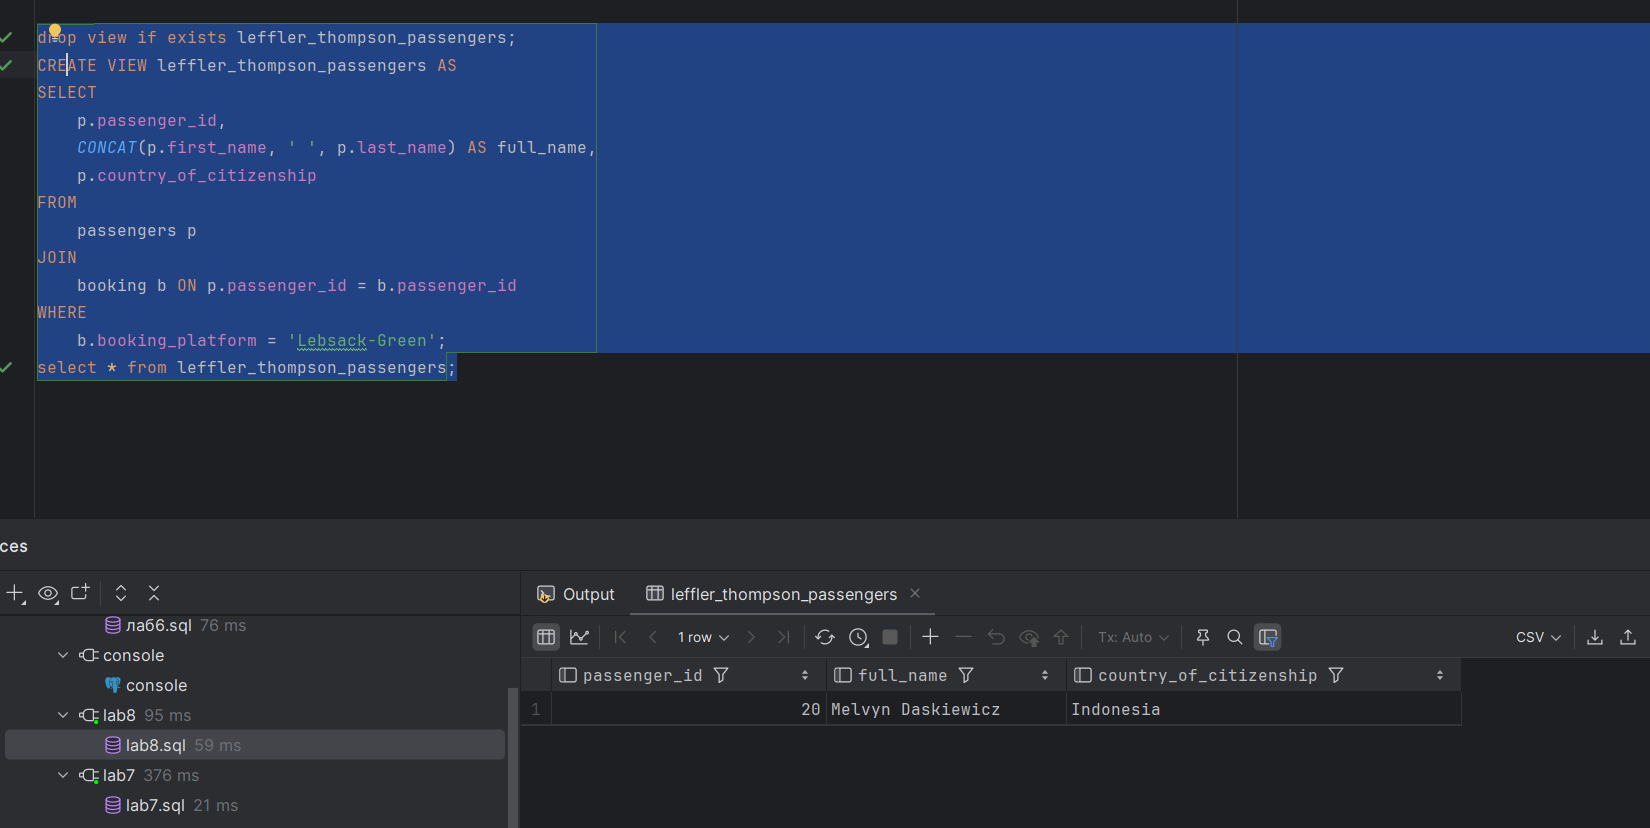 drop view if exists leffler_thompson_passengers;
CREATE VIEW leffler_thompson_passengers AS
SELECT
    p.passenger_id,
    CONCAT(p.first_name, ' ', p.last_name) AS full_name,
    p.country_of_citizenship
FROM
    passengers p
JOIN
    booking b ON p.passenger_id = b.passenger_id
WHERE
    b.booking_platform = 'Lebsack-Green';
select * from leffler_thompson_passengers;
ces
лаб6.sql 76 ms
console
console
lab8 95 ms
lab8.sql 59 ms
lab7 376 ms
lab7.sql 21 ms
Output leffler_thompson_passengers
1 row Tx: Auto CSV
passenger_id full_name country_of_citizenship
1 20 Melvyn Daskiewicz Indonesia